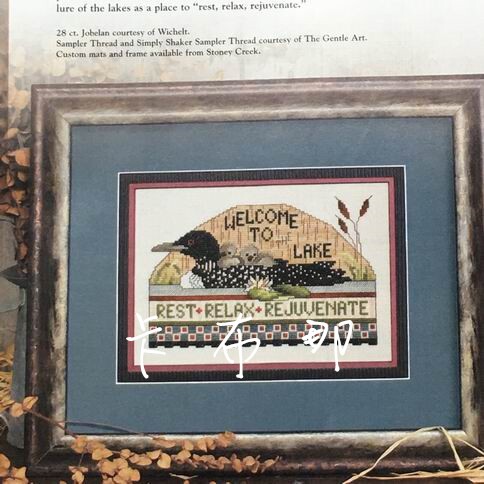 lure of the lakes as a place to “rest, relax, rejuvenate.”
28 ct. Jobelan courtesy of Wichelt.
Sampler Thread and Simply Shaker Sampler Thread courtesy of The Gentle Art.
Custom mats and frame available from Stoney Creek.
WELCOME
TO THE
LAKE
REST + RELAX + REJUVENATE
卡布那